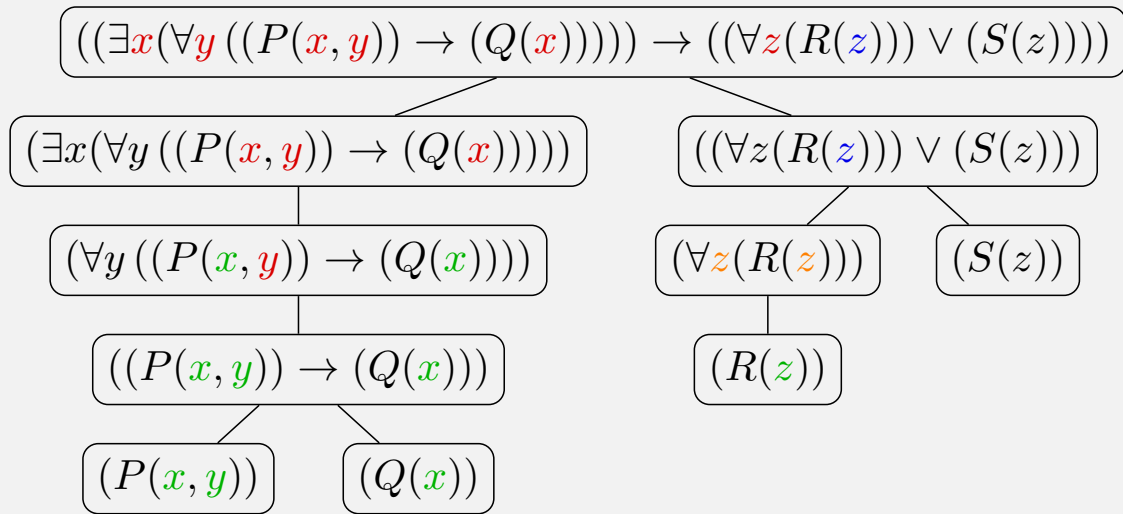 ((∃x(∀y ((P(x, y)) → (Q(x))))) → ((∀z(R(z))) ∨ (S(z))))
(∃x(∀y ((P(x, y)) → (Q(x))))) ((∀z(R(z))) ∨ (S(z)))
(∀y ((P(x, y)) → (Q(x)))) (∀z(R(z))) (S(z))
((P(x, y)) → (Q(x))) (R(z))
(P(x, y)) (Q(x))